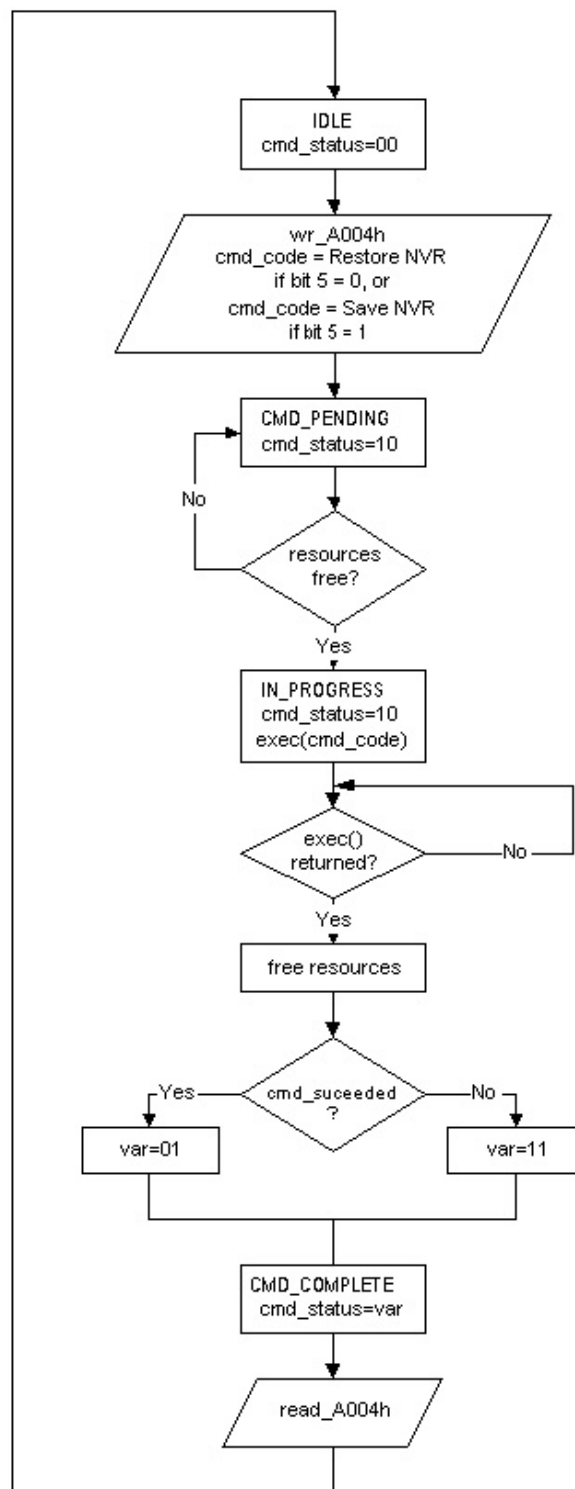 IDLE
cmd_status=00
wr_A004h
cmd_code = Restore NVR
if bit 5 = 0, or
cmd_code = Save NVR
if bit 5 = 1
CMD_PENDING
cmd_status=10
No
resources
free?
Yes
IN_PROGRESS
cmd_status=10
exec(cmd_code)
exec()
returned?
No
Yes
free resources
Yes
cmd_suceeded
?
No
var=01
var=11
CMD_COMPLETE
cmd_status=var
read_A004h